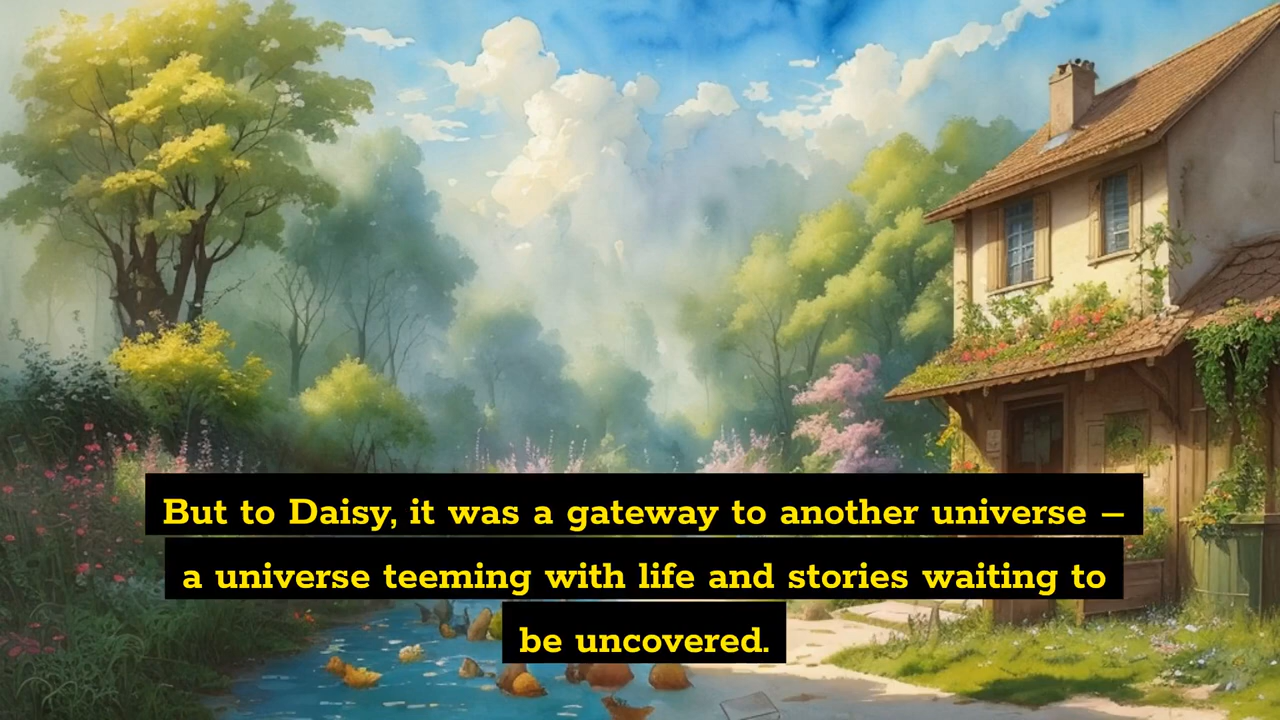 But to Daisy, it was a gateway to another universe –
a universe teeming with life and stories waiting to
be uncovered.